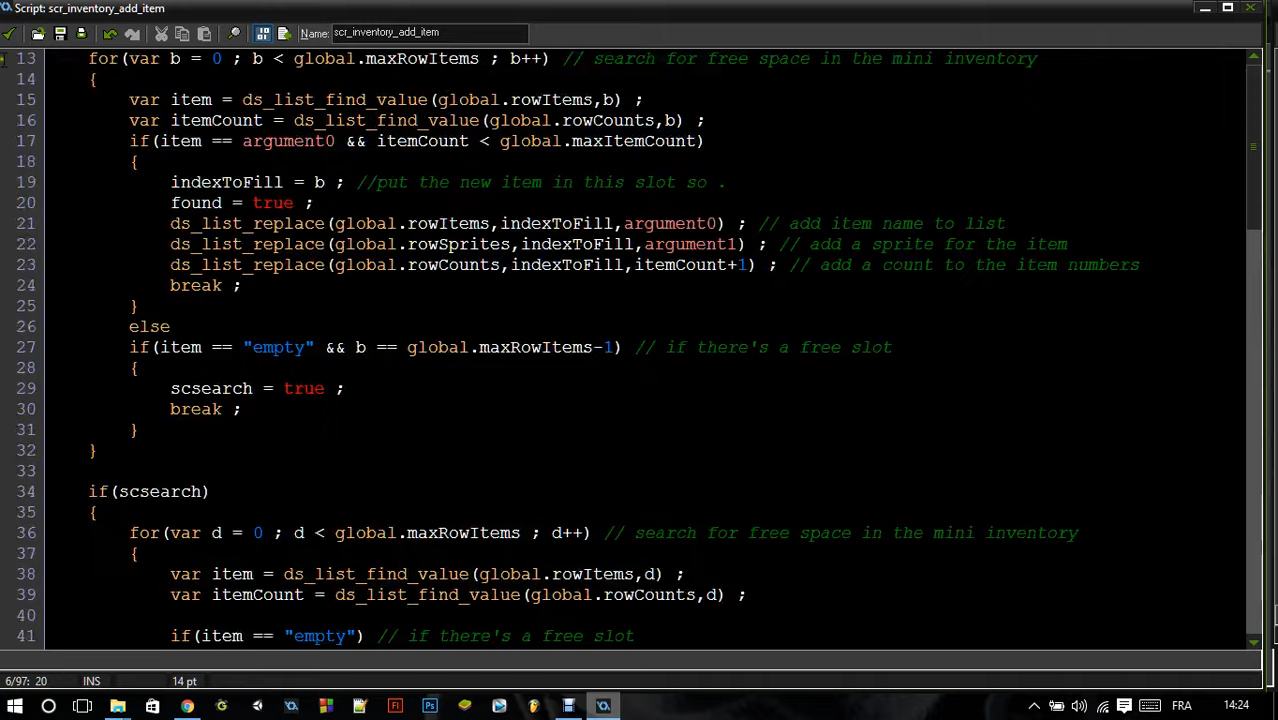 Script: scr_inventory_add_item
Name: scr_inventory_add_item
13 for(var b = 0 ; b < global.maxRowItems ; b++) // search for free space in the mini inventory
14 {
15 var item = ds_list_find_value(global.rowItems,b) ;
16 var itemCount = ds_list_find_value(global.rowCounts,b) ;
17 if(item == argument0 && itemCount < global.maxItemCount)
18 {
19 indexToFill = b ; //put the new item in this slot so .
20 found = true ;
21 ds_list_replace(global.rowItems,indexToFill,argument0) ; // add item name to list
22 ds_list_replace(global.rowSprites,indexToFill,argument1) ; // add a sprite for the item
23 ds_list_replace(global.rowCounts,indexToFill,itemCount+1) ; // add a count to the item numbers
24 break ;
25 }
26 else
27 if(item == "empty" && b == global.maxRowItems-1) // if there's a free slot
28 {
29 scsearch = true ;
30 break ;
31 }
32 }
33
34 if(scsearch)
35 {
36 for(var d = 0 ; d < global.maxRowItems ; d++) // search for free space in the mini inventory
37 {
38 var item = ds_list_find_value(global.rowItems,d) ;
39 var itemCount = ds_list_find_value(global.rowCounts,d) ;
40
41 if(item == "empty") // if there's a free slot
6/97: 20 INS 14 pt
Fl Ps FRA 14:24